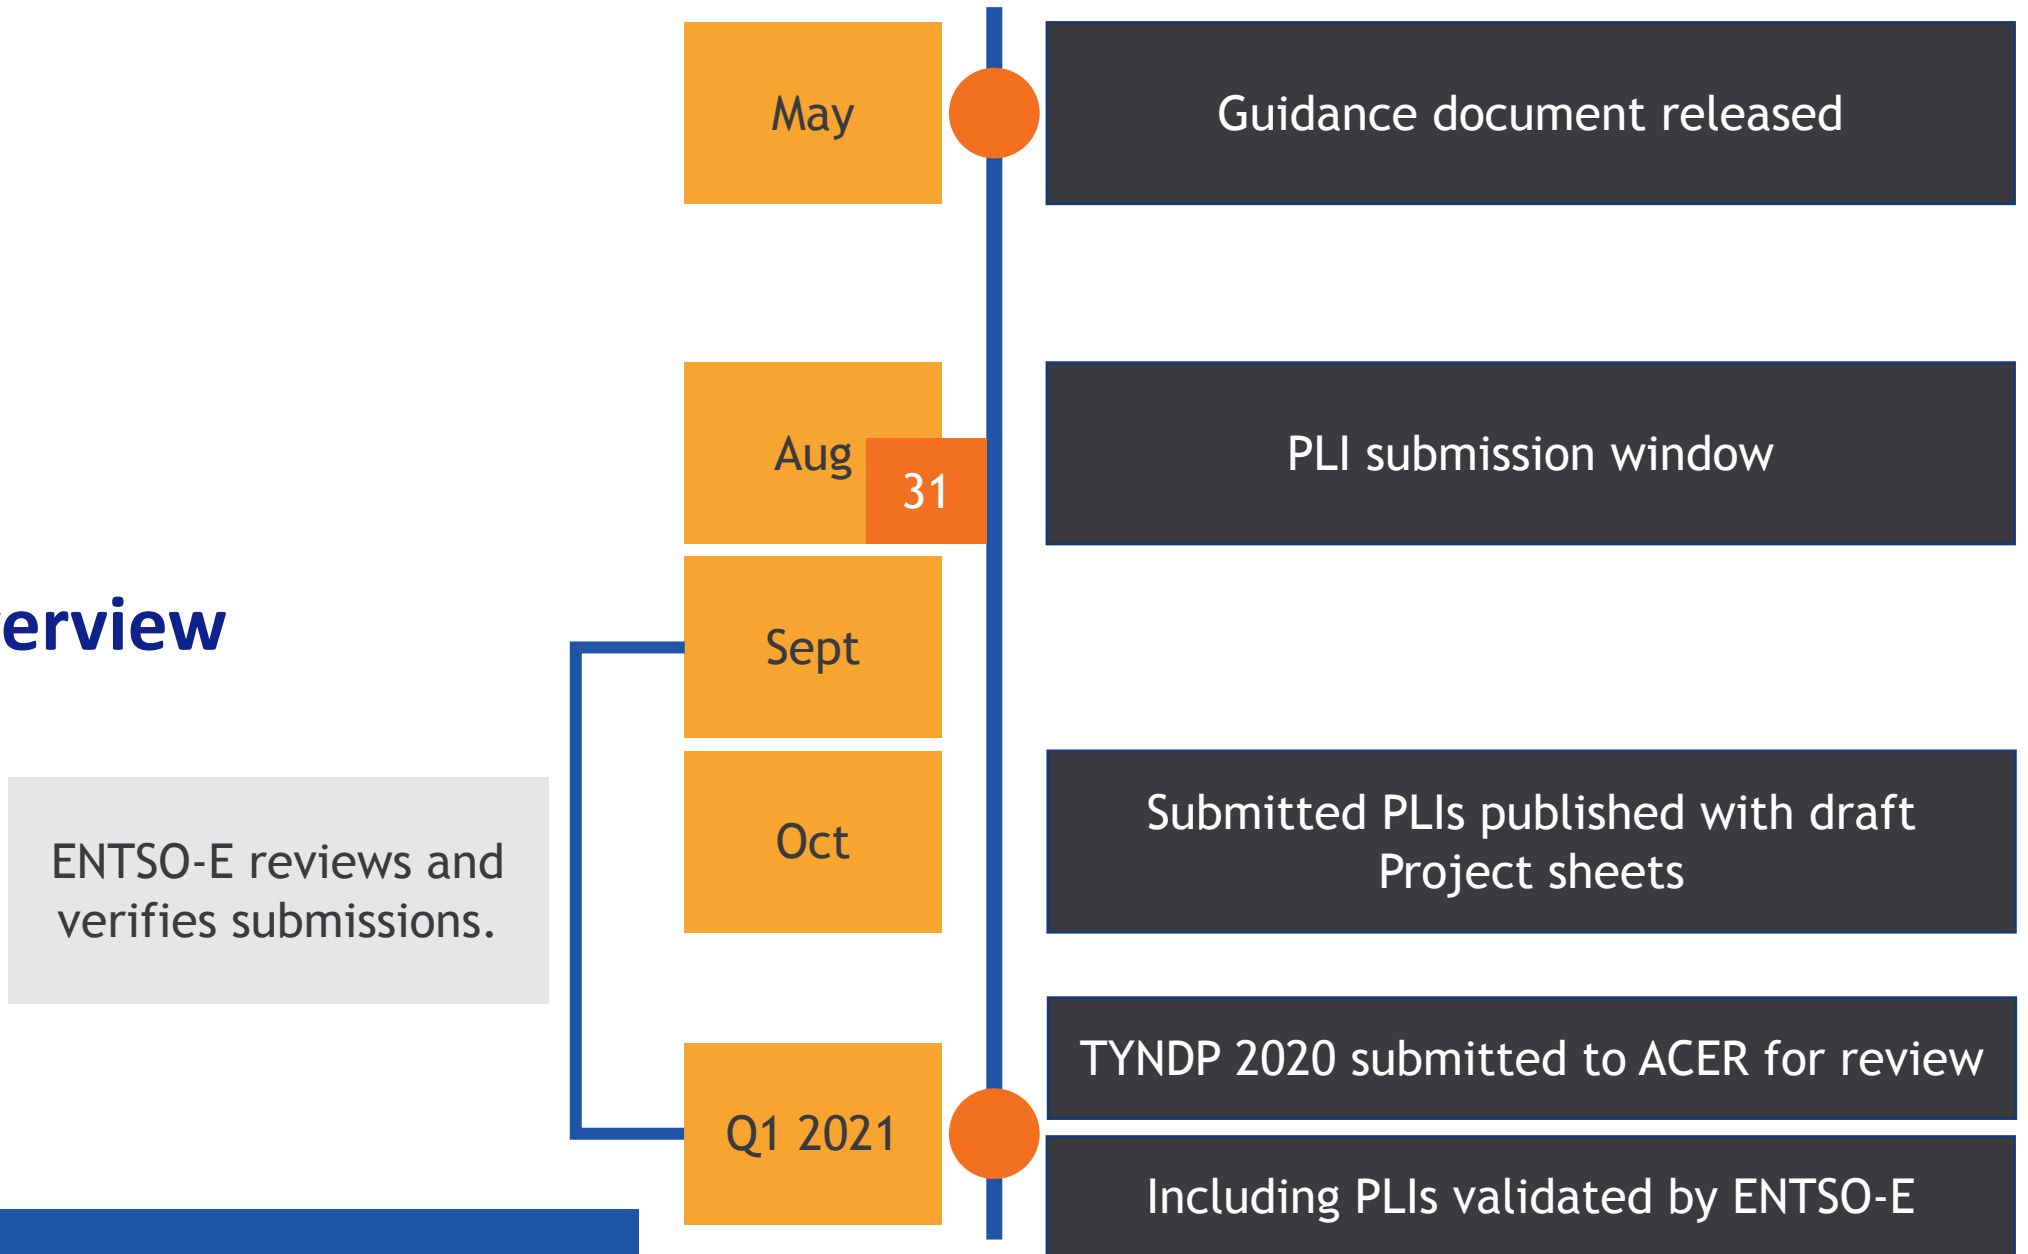 May
Guidance document released
Aug
31
PLI submission window
erview
Sept
Oct
Submitted PLIs published with draft
Project sheets
ENTSO-E reviews and
verifies submissions.
Q1 2021
TYNDP 2020 submitted to ACER for review
Including PLIs validated by ENTSO-E